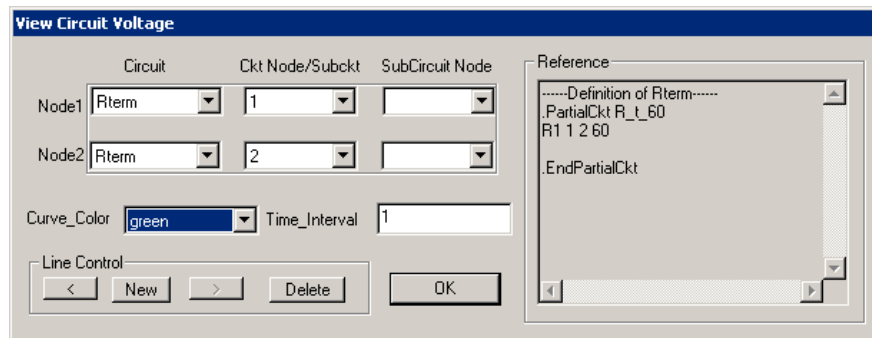 View Circuit Voltage
Circuit Ckt Node/Subckt SubCircuit Node
Node1 Rterm 1
Node2 Rterm 2
Curve_Color green Time_Interval 1
Line Control
< New > Delete OK
Reference
------Definition of Rterm------
.PartialCkt R_t_60
R1 1 2 60
.EndPartialCkt